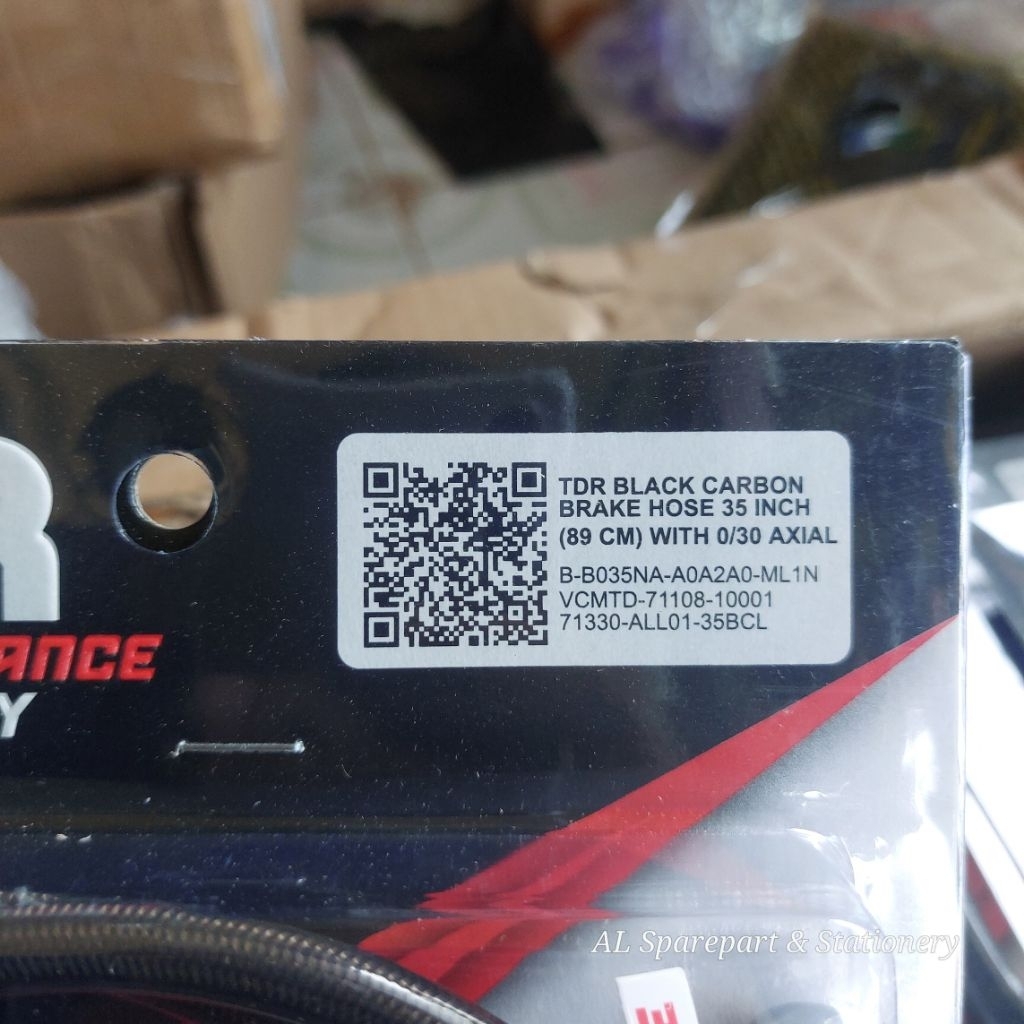 TDR BLACK CARBON
BRAKE HOSE 35 INCH
(89 CM) WITH 0/30 AXIAL
B-B035NA-A0A2A0-ML1N
VCMTD-71108-10001
71330-ALL01-35BCL
R
ANCE
Y
AL Sparepart & Stationery
E